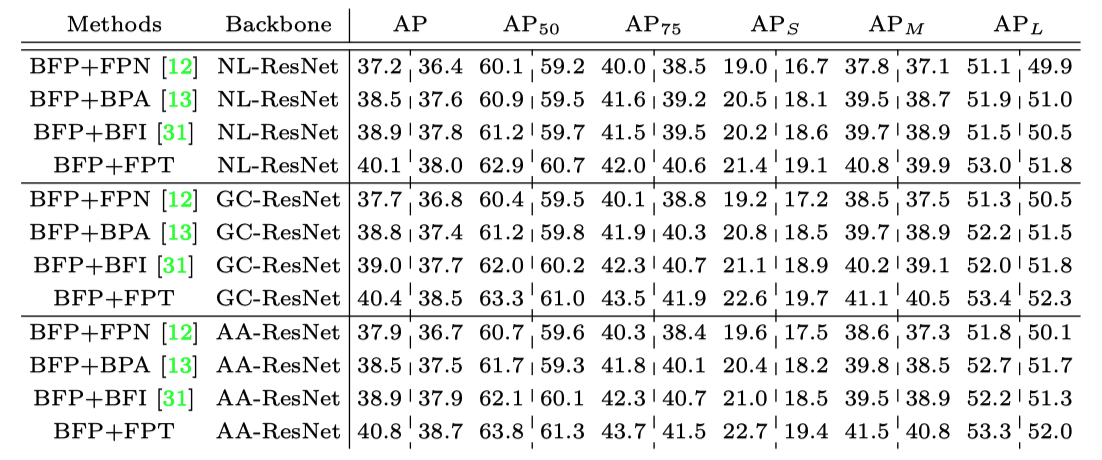 Methods Backbone AP AP50 AP75 APS APM APL
BFP+FPN [12] NL-ResNet 37.2 36.4 60.1 59.2 40.0 38.5 19.0 16.7 37.8 37.1 51.1 49.9
BFP+BPA [13] NL-ResNet 38.5 37.6 60.9 59.5 41.6 39.2 20.5 18.1 39.5 38.7 51.9 51.0
BFP+BFI [31] NL-ResNet 38.9 37.8 61.2 59.7 41.5 39.5 20.2 18.6 39.7 38.9 51.5 50.5
BFP+FPT NL-ResNet 40.1 38.0 62.9 60.7 42.0 40.6 21.4 19.1 40.8 39.9 53.0 51.8
BFP+FPN [12] GC-ResNet 37.7 36.8 60.4 59.5 40.1 38.8 19.2 17.2 38.5 37.5 51.3 50.5
BFP+BPA [13] GC-ResNet 38.8 37.4 61.2 59.8 41.9 40.3 20.8 18.5 39.7 38.9 52.2 51.5
BFP+BFI [31] GC-ResNet 39.0 37.7 62.0 60.2 42.3 40.7 21.1 18.9 40.2 39.1 52.0 51.8
BFP+FPT GC-ResNet 40.4 38.5 63.3 61.0 43.5 41.9 22.6 19.7 41.1 40.5 53.4 52.3
BFP+FPN [12] AA-ResNet 37.9 36.7 60.7 59.6 40.3 38.4 19.6 17.5 38.6 37.3 51.8 50.1
BFP+BPA [13] AA-ResNet 38.5 37.5 61.7 59.3 41.8 40.1 20.4 18.2 39.8 38.5 52.7 51.7
BFP+BFI [31] AA-ResNet 38.9 37.9 62.1 60.1 42.3 40.7 21.0 18.5 39.5 38.9 52.2 51.3
BFP+FPT AA-ResNet 40.8 38.7 63.8 61.3 43.7 41.5 22.7 19.4 41.5 40.8 53.3 52.0